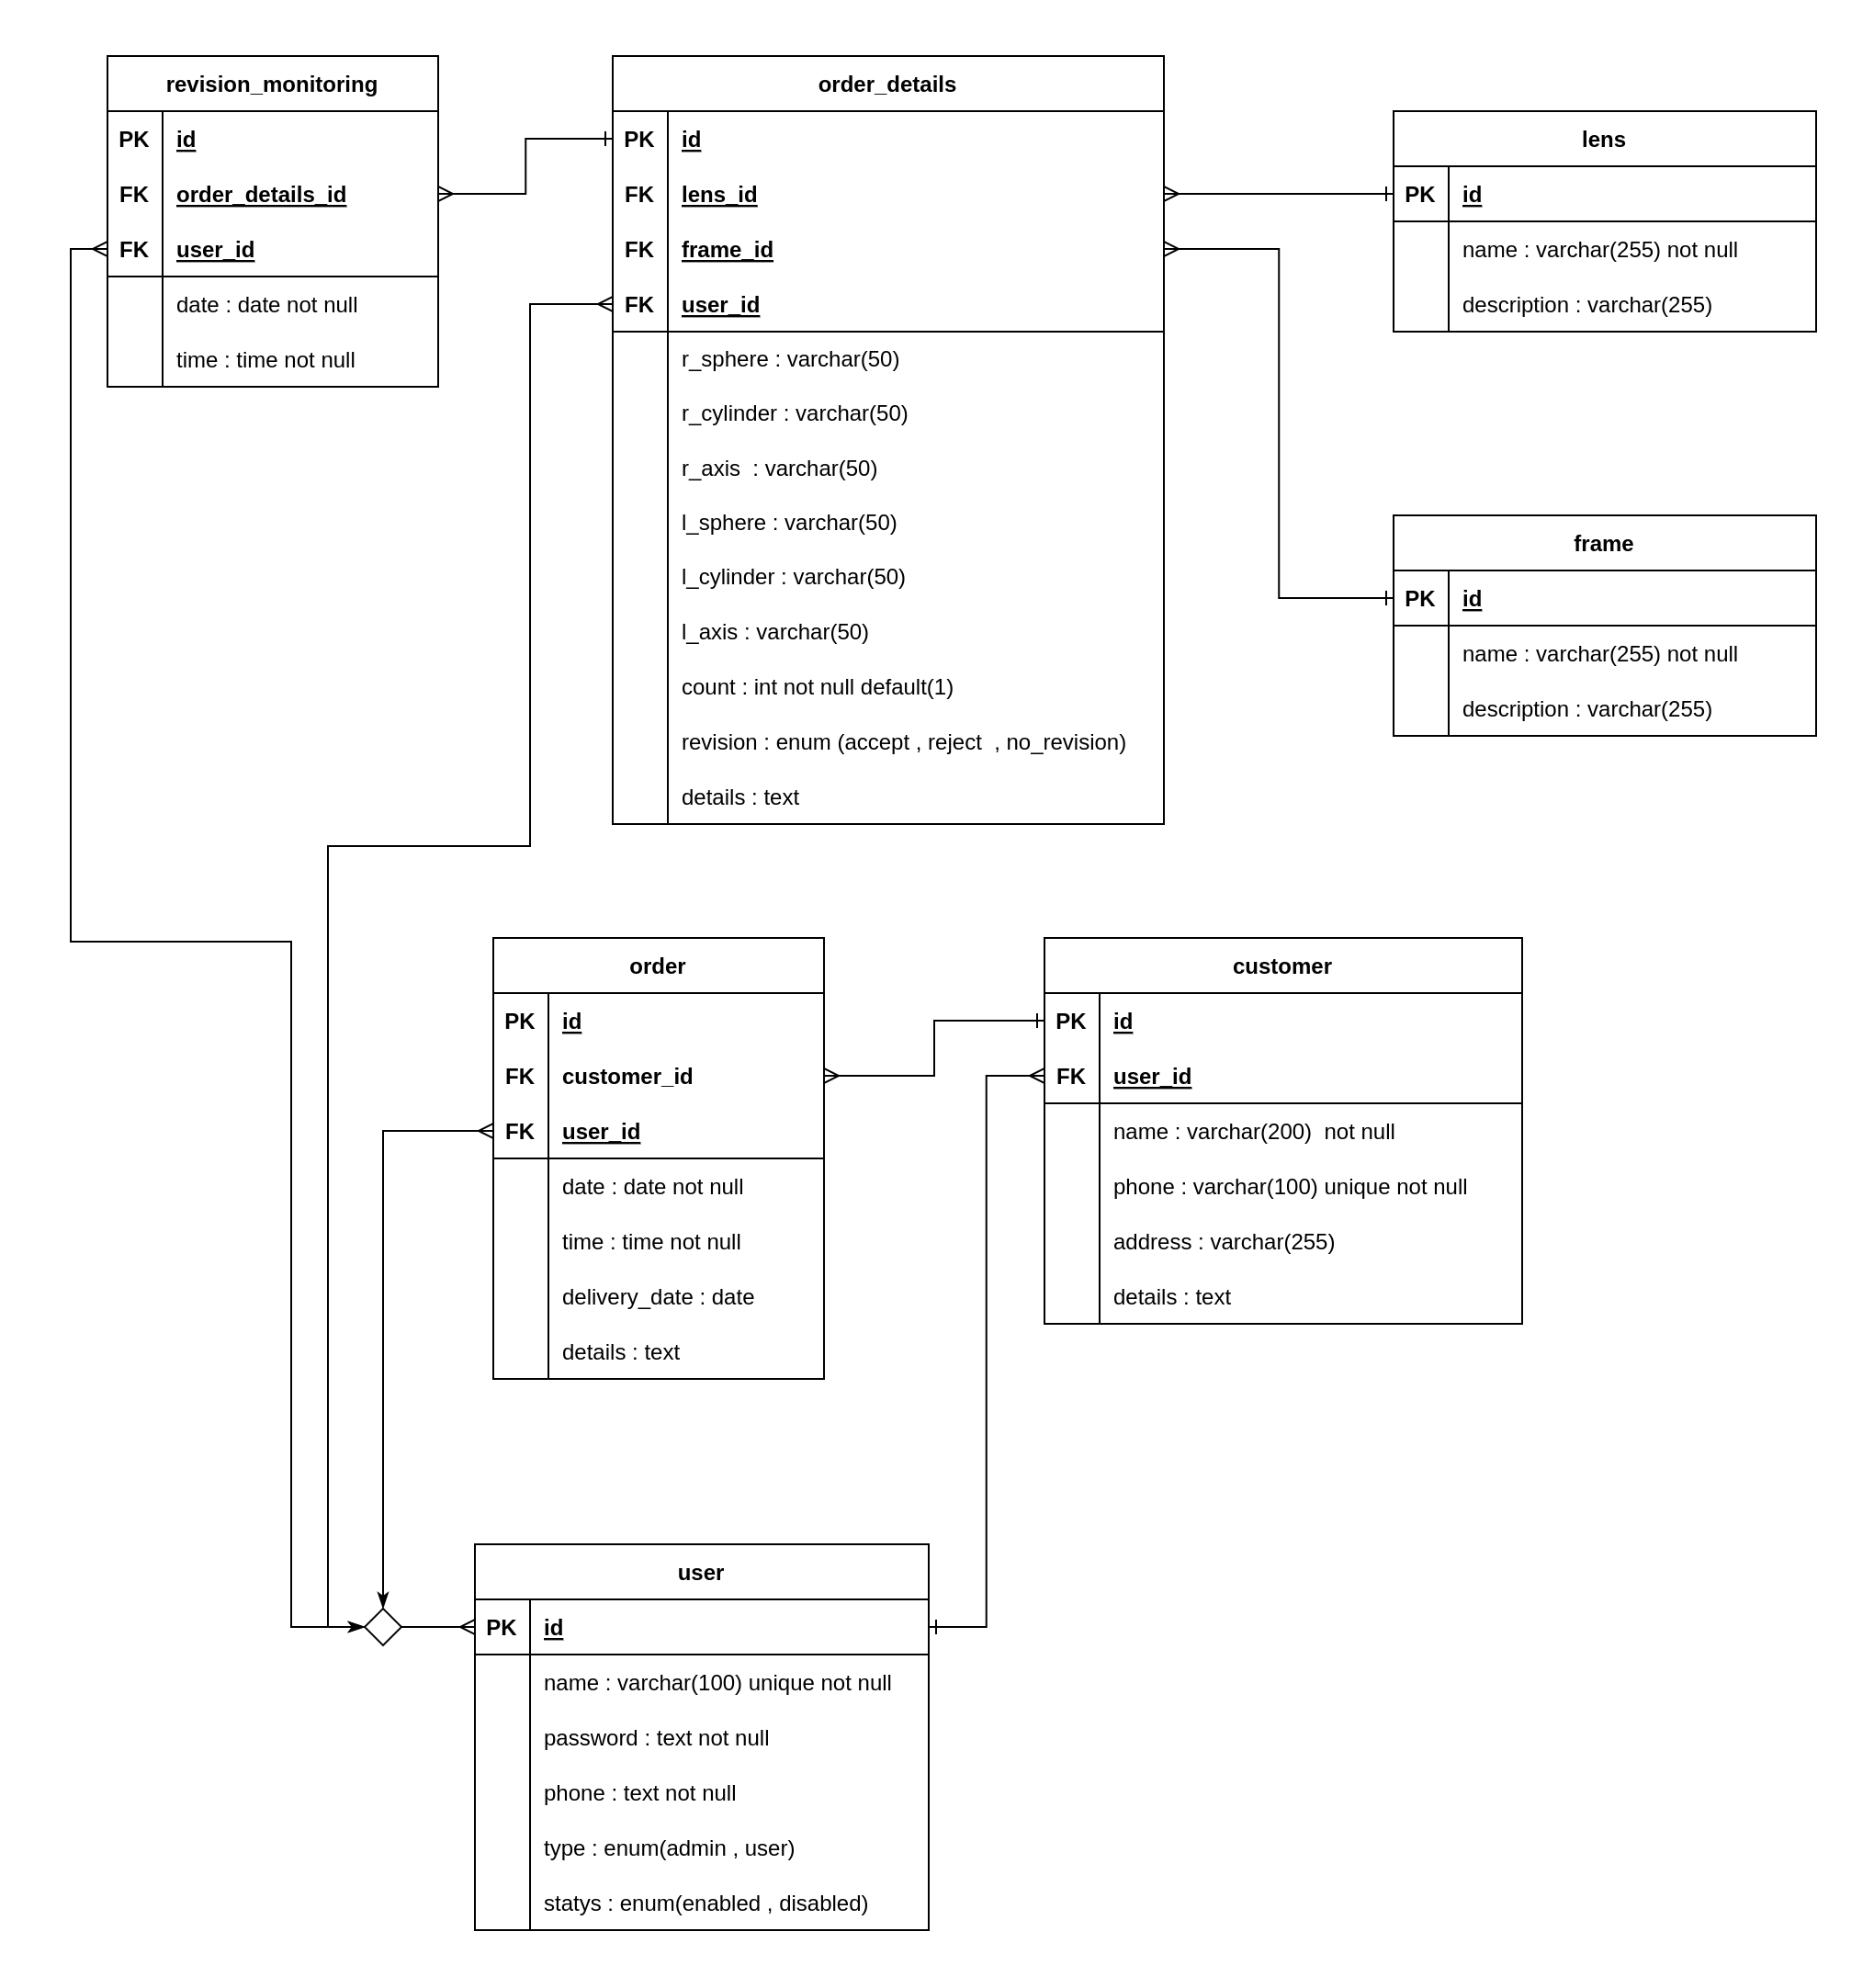 revision_monitoring
PK id
FK order_details_id
FK user_id
date : date not null
time : time not null
order_details
PK id
FK lens_id
FK frame_id
FK user_id
r_sphere : varchar(50)
r_cylinder : varchar(50)
r_axis  : varchar(50)
l_sphere : varchar(50)
l_cylinder : varchar(50)
l_axis : varchar(50)
count : int not null default(1)
revision : enum (accept , reject  , no_revision)
details : text
lens
PK id
name : varchar(255) not null
description : varchar(255)
frame
PK id
name : varchar(255) not null
description : varchar(255)
order
PK id
FK customer_id
FK user_id
date : date not null
time : time not null
delivery_date : date
details : text
customer
PK id
FK user_id
name : varchar(200)  not null
phone : varchar(100) unique not null
address : varchar(255)
details : text
user
PK id
name : varchar(100) unique not null
password : text not null
phone : text not null
type : enum(admin , user)
statys : enum(enabled , disabled)